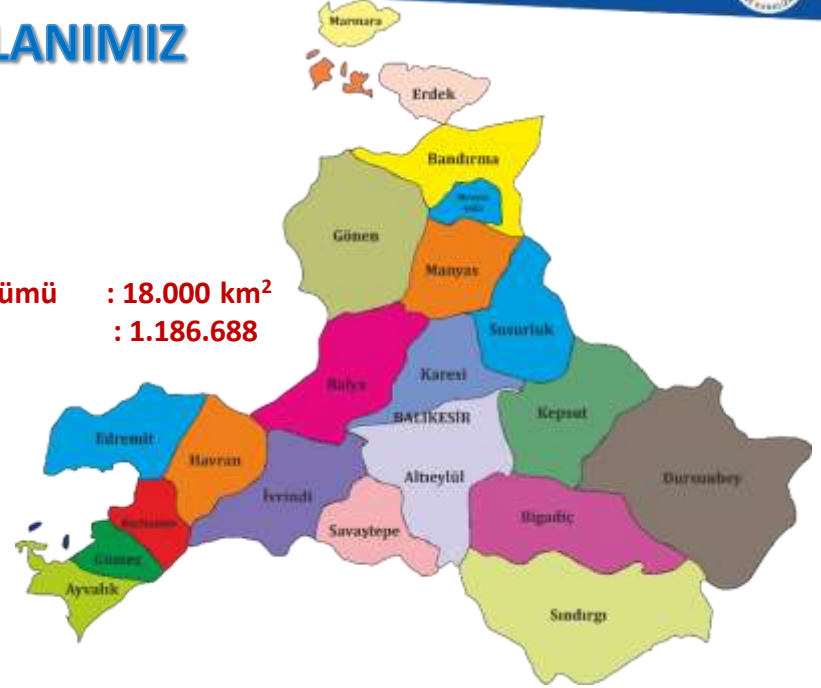 LANIMIZ
Marmara
Erdek
Bandırma
Gönen
Manyas
ümü : 18.000 km²
: 1.186.688
Susurluk
Balya
Karesi
BALIKESİR
Kepsut
Edremit
Havran
İvrindi
Altıeylül
Dursunbey
Savaştepe
Bigadiç
Gömeç
Ayvalık
Sındırgı